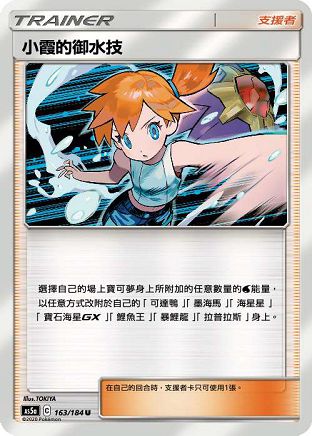 TRAINER
支援者
小霞的御水技
選擇自己的場上寶可夢身上所附加的任意數量的能量,
以任意方式改附於自己的「可達鴨」「墨海馬」「海星星」
「寶石海星GX」「鯉魚王」「暴鯉龍」「拉普拉斯」身上。
在自己的回合時,支援者卡只可使用1張。
Illus.TOKIYA
AS5a C 163/184 U
©2020 Pokémon